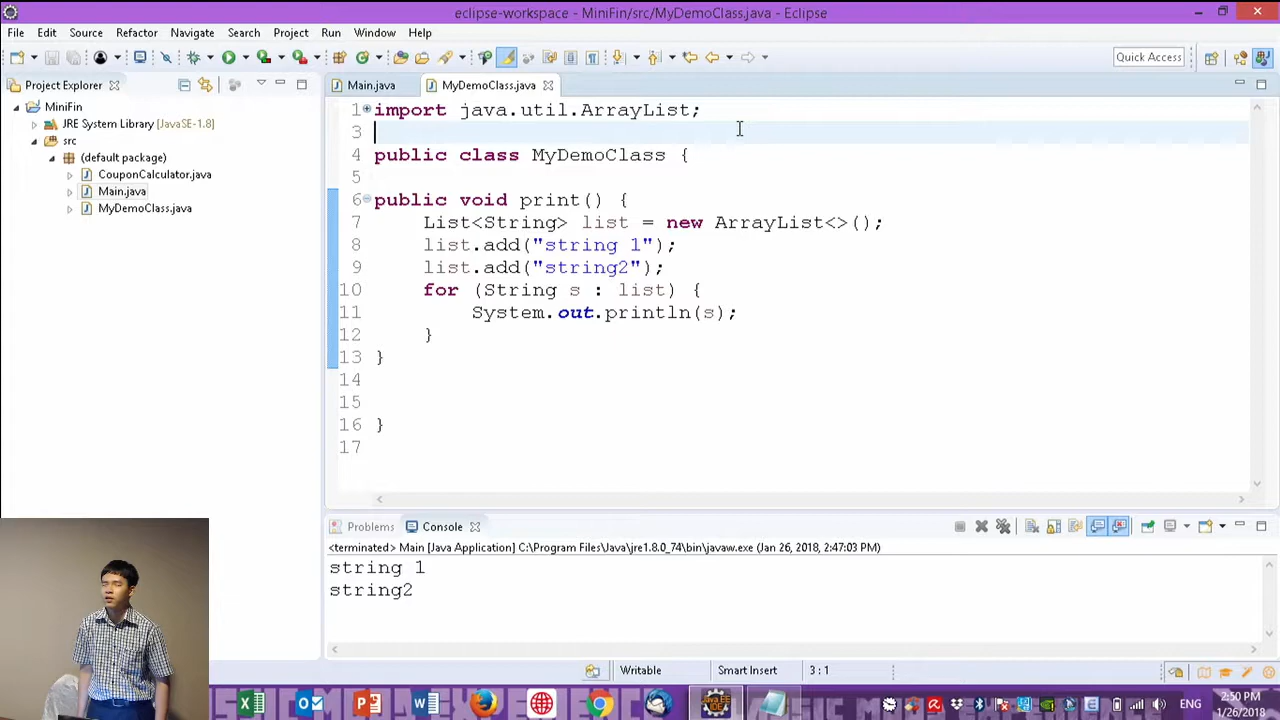 eclipse-workspace - MiniFin/src/MyDemoClass.java - Eclipse
File Edit Source Refactor Navigate Search Project Run Window Help
Quick Access
Project Explorer
Main.java MyDemoClass.java
MiniFin
JRE System Library [JavaSE-1.8]
src
(default package)
CouponCalculator.java
Main.java
MyDemoClass.java
1 import java.util.ArrayList;
3
4 public class MyDemoClass {
5
6 public void print() {
7 List<String> list = new ArrayList<>();
8 list.add("string 1");
9 list.add("string2");
10 for (String s : list) {
11 System.out.println(s);
12 }
13 }
14
15
16 }
17
Problems Console
<terminated> Main [Java Application] C:\Program Files\Java\jre1.8.0_74\bin\javaw.exe (Jan 26, 2018, 2:47:03 PM)
string 1
string2
Writable Smart Insert 3 : 1
ENG 2:50 PM
1/26/2018